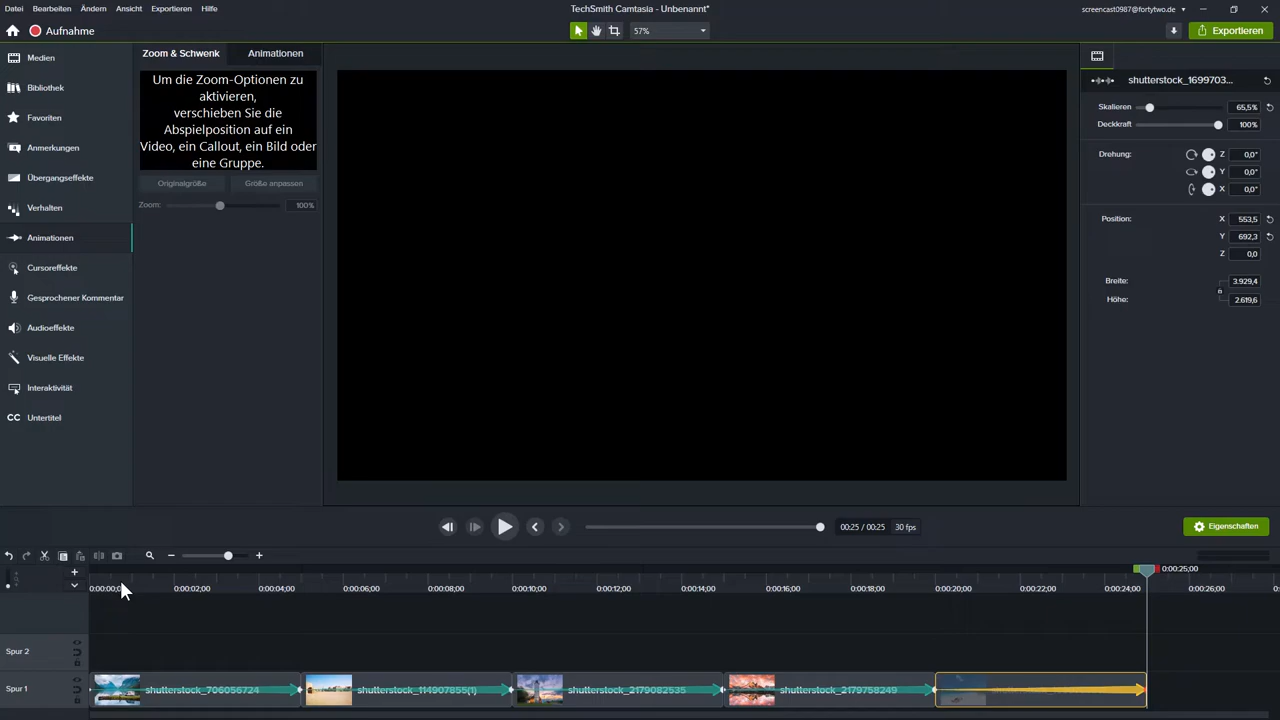 Datei Bearbeiten Ändern Ansicht Exportieren Hilfe
TechSmith Camtasia - Unbenannt*
screencast0987@fortytwo.de
Aufnahme
57%
Exportieren
Medien
Bibliothek
Favoriten
Anmerkungen
Übergangseffekte
Verhalten
Animationen
Cursoreffekte
Gesprochener Kommentar
Audioeffekte
Visuelle Effekte
Interaktivität
CC Untertitel
Zoom & Schwenk Animationen
Um die Zoom-Optionen zu
aktivieren,
verschieben Sie die
Abspielposition auf ein
Video, ein Callout, ein Bild oder
eine Gruppe.
Originalgröße Größe anpassen
Zoom: 100%
shutterstock_1699703...
Skalieren 65,5%
Deckkraft 100%
Drehung: Z 0,0°
Y 0,0°
X 0,0°
Position: X 553,5
Y 692,3
Z 0,0
Breite: 3.929,4
Höhe: 2.619,6
00:25 / 00:25 30 fps
Eigenschaften
0:00:25;00
0:00:02;00 0:00:04;00 0:00:06;00 0:00:08;00 0:00:10;00 0:00:12;00 0:00:14;00 0:00:16;00 0:00:18;00 0:00:20;00 0:00:22;00 0:00:24;00 0:00:26;00
Spur 2
Spur 1
shutterstock_706056724 shutterstock_114907855(1) shutterstock_2179082535 shutterstock_2179758249